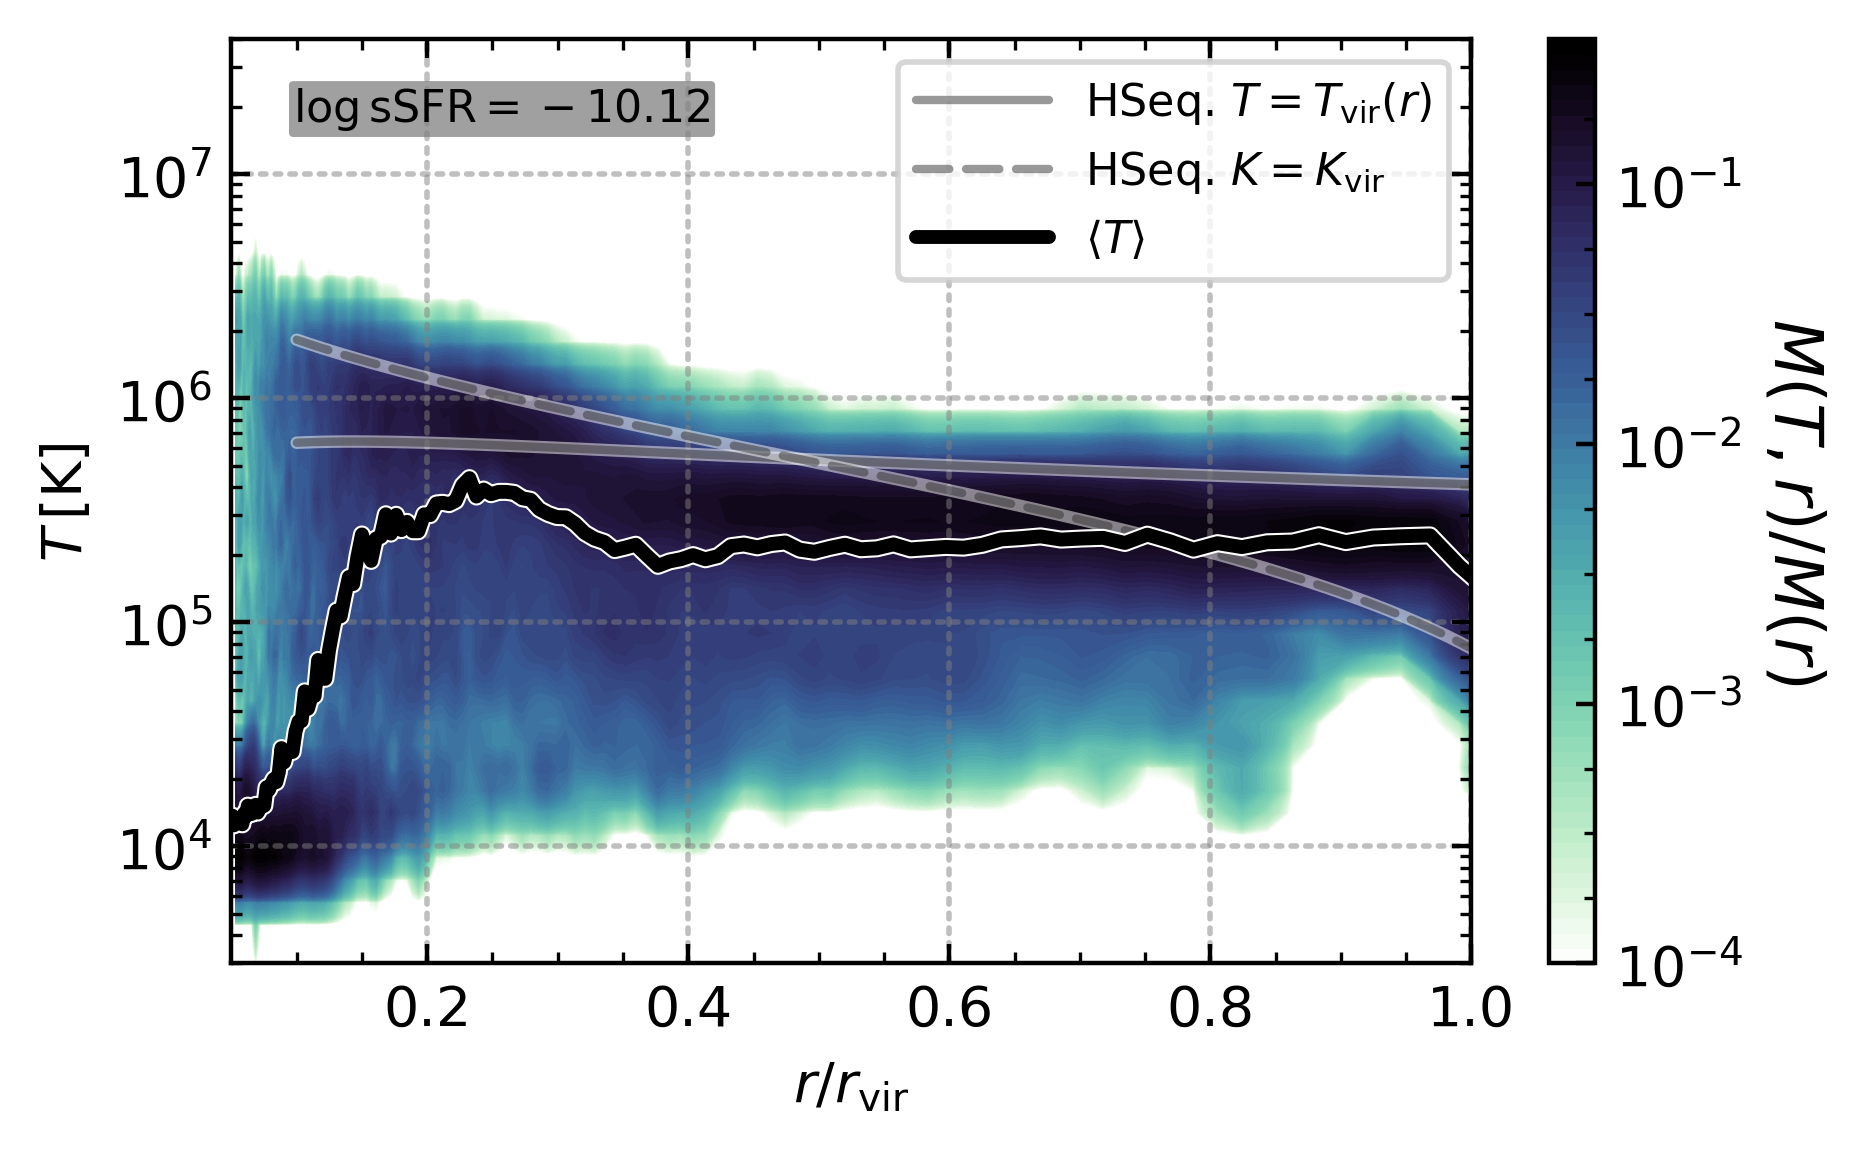 log sSFR = −10.12
HSeq. T = T_vir(r)
HSeq. K = K_vir
⟨T⟩
10^7
10^6
10^5
10^4
T [K]
0.2 0.4 0.6 0.8 1.0
r/r_vir
10^−1
10^−2
10^−3
10^−4
M(T, r)/M(r)